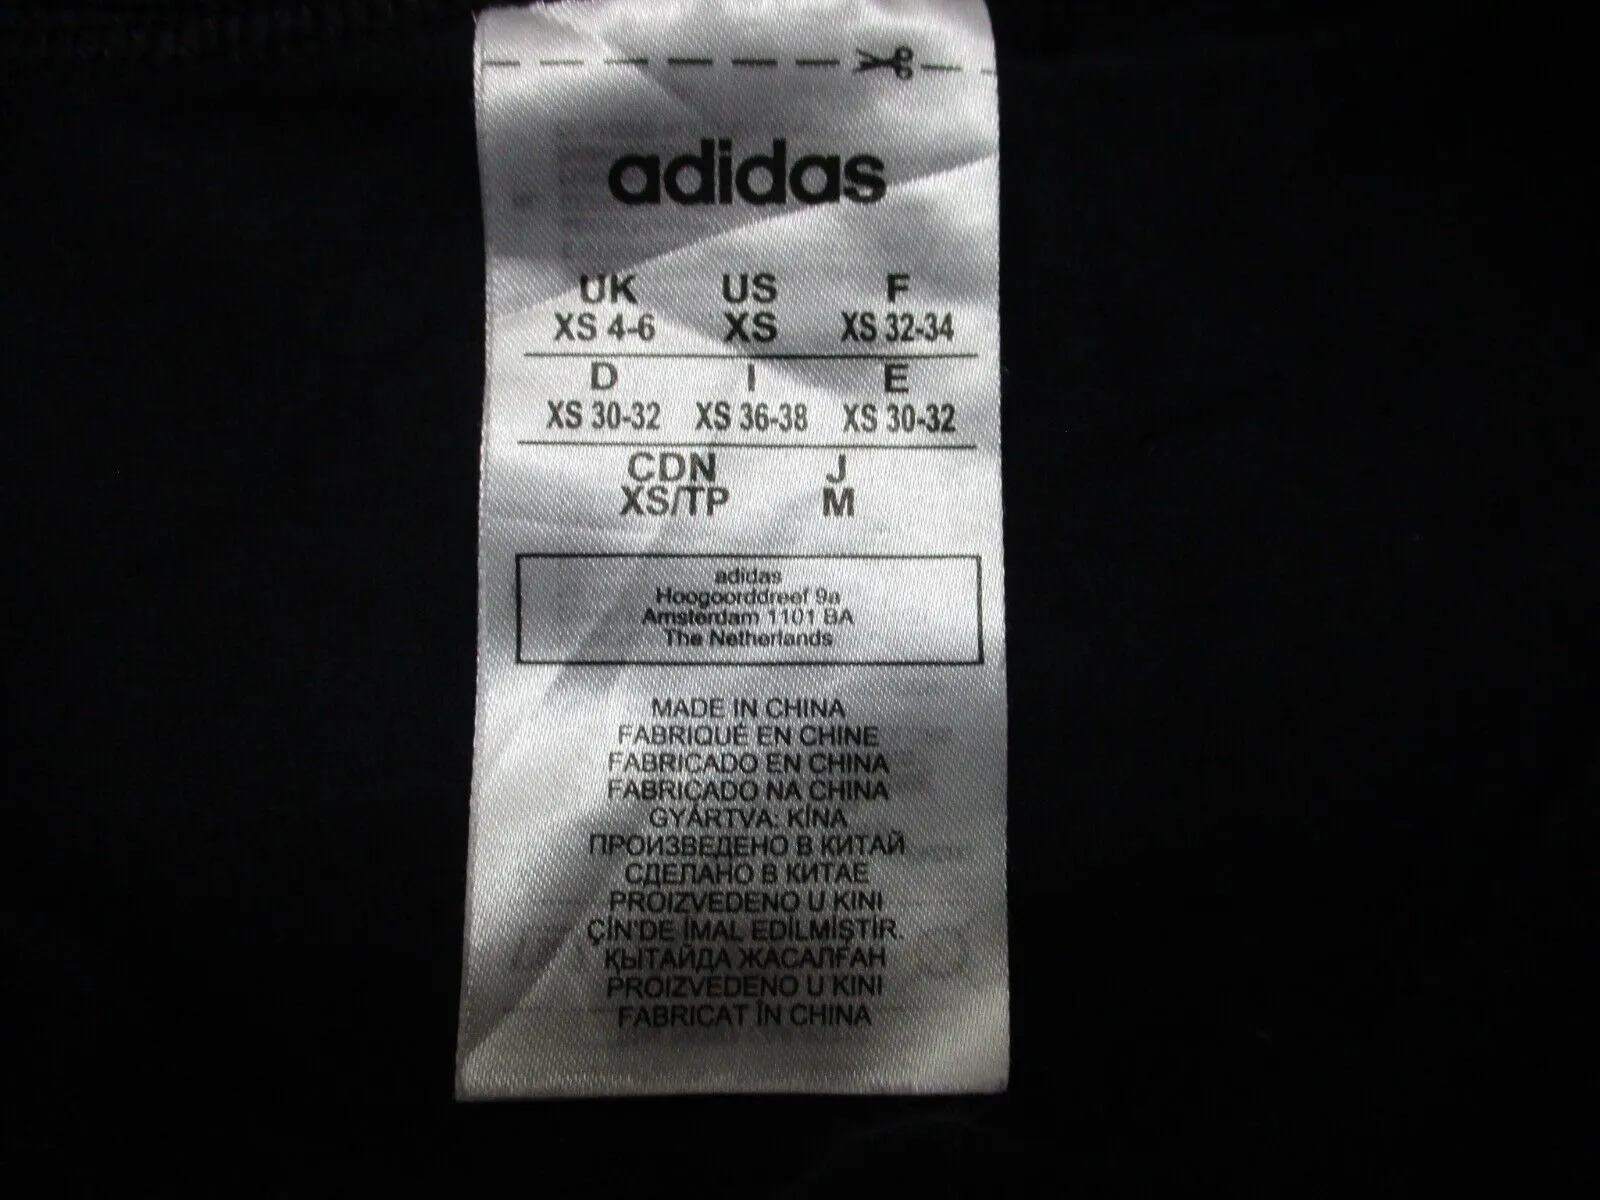 adidas
UK US F
XS 4-6 XS XS 32-34
D I E
XS 30-32 XS 36-38 XS 30-32
CDN J
XS/TP M
adidas
Hoogoorddreef 9a
Amsterdam 1101 BA
The Netherlands
MADE IN CHINA
FABRIQUÉ EN CHINE
FABRICADO EN CHINA
FABRICADO NA CHINA
GYÁRTVA: KÍNA
ПРОИЗВЕДЕНО В КИТАЙ
СДЕЛАНО В КИТАЕ
PROIZVEDENO U KINI
ÇİN'DE İMAL EDİLMİŞTİR.
ҚЫТАЙДА ЖАСАЛҒАН
PROIZVEDENO U KINI
FABRICAT ÎN CHINA